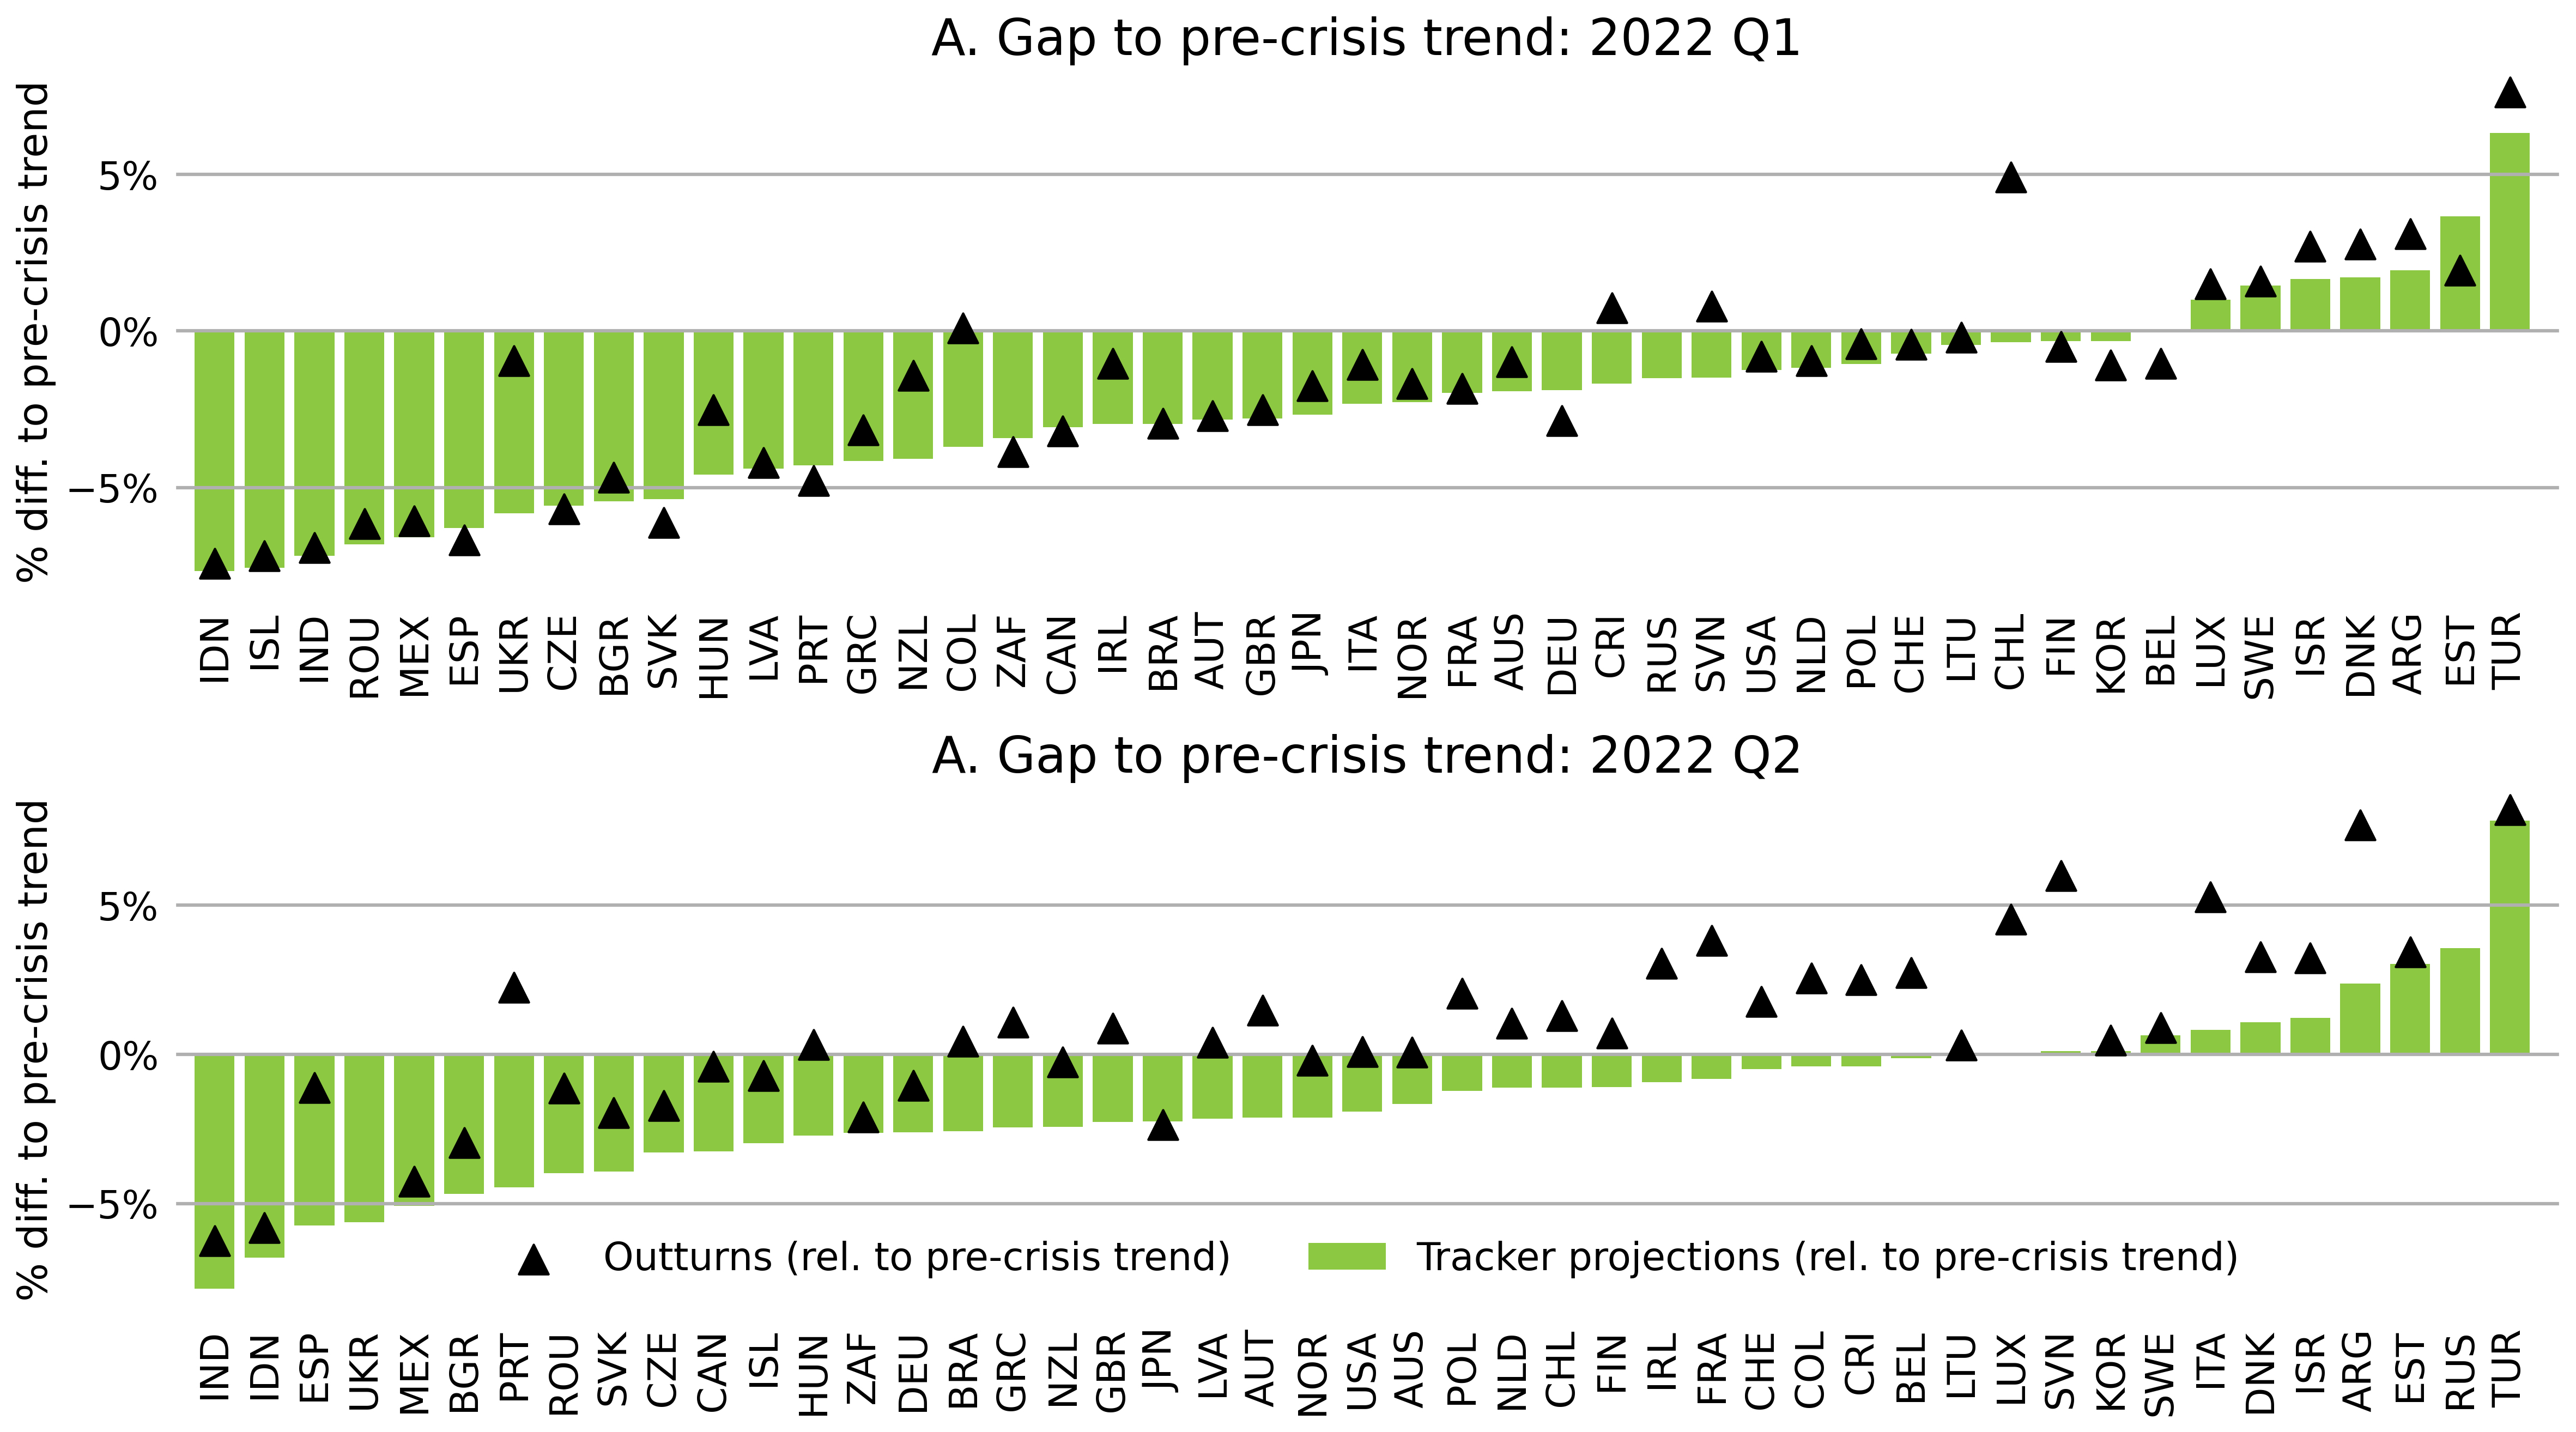 A. Gap to pre-crisis trend: 2022 Q1
% diff. to pre-crisis trend
5%
0%
−5%
IDN ISL IND ROU MEX ESP UKR CZE BGR SVK HUN LVA PRT GRC NZL COL ZAF CAN IRL BRA AUT GBR JPN ITA NOR FRA AUS DEU CRI RUS SVN USA NLD POL CHE LTU CHL FIN KOR BEL LUX SWE ISR DNK ARG EST TUR
A. Gap to pre-crisis trend: 2022 Q2
% diff. to pre-crisis trend
5%
0%
−5%
Outturns (rel. to pre-crisis trend) Tracker projections (rel. to pre-crisis trend)
IND IDN ESP UKR MEX BGR PRT ROU SVK CZE CAN ISL HUN ZAF DEU BRA GRC NZL GBR JPN LVA AUT NOR USA AUS POL NLD CHL FIN IRL FRA CHE COL CRI BEL LTU LUX SVN KOR SWE ITA DNK ISR ARG EST RUS TUR